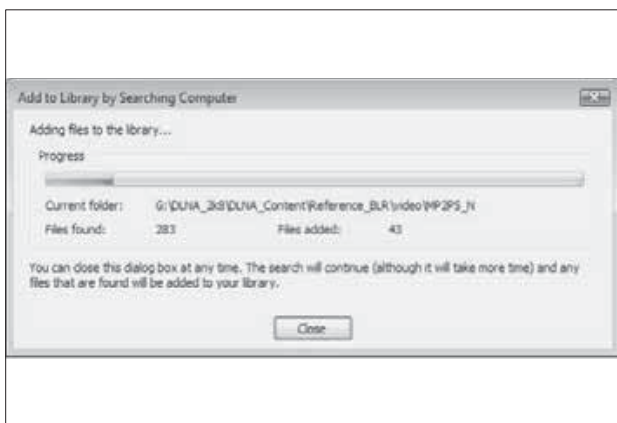 Add to Library by Searching Computer
Adding files to the library...
Progress
Current folder: G:\DLNA_2k9\DLNA_Content\Reference_BLR\video\MP2PS_N
Files found: 283 Files added: 43
You can close this dialog box at any time. The search will continue (although it will take more time) and any
files that are found will be added to your library.
Close